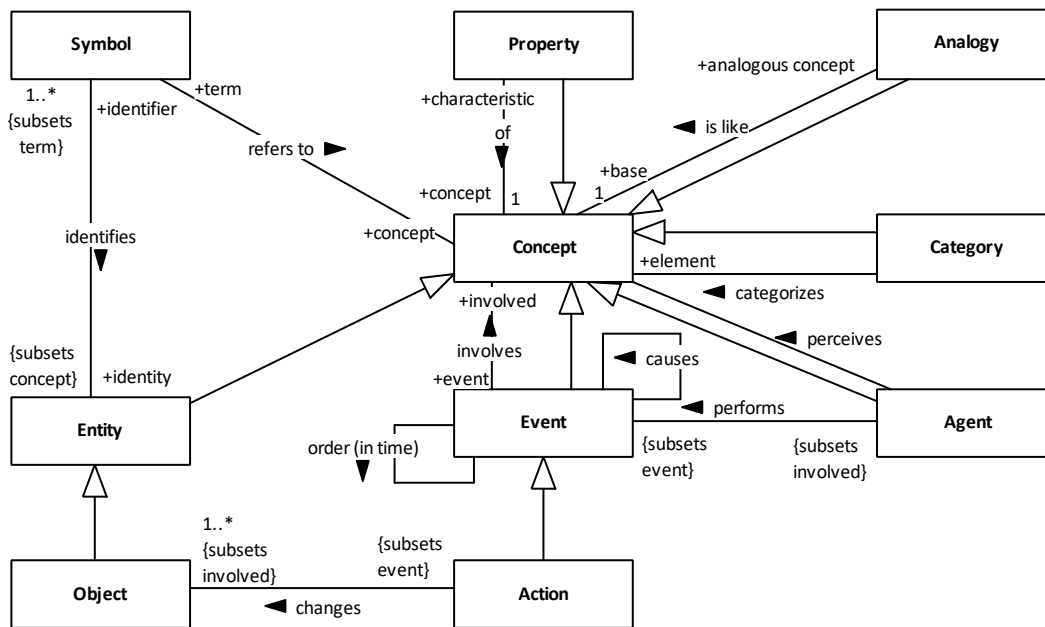 Symbol
Property
Analogy
+analogous concept
1..*
{subsets
term}
+identifier
+term
+characteristic
of
is like
refers to
+base
+concept
1
1
identifies
+concept
Concept
Category
+element
+involved
categorizes
{subsets
concept}
+identity
involves
causes
perceives
+event
performs
Entity
Event
Agent
order (in time)
{subsets
event}
{subsets
involved}
1..*
{subsets
involved}
{subsets
event}
Object
Action
changes